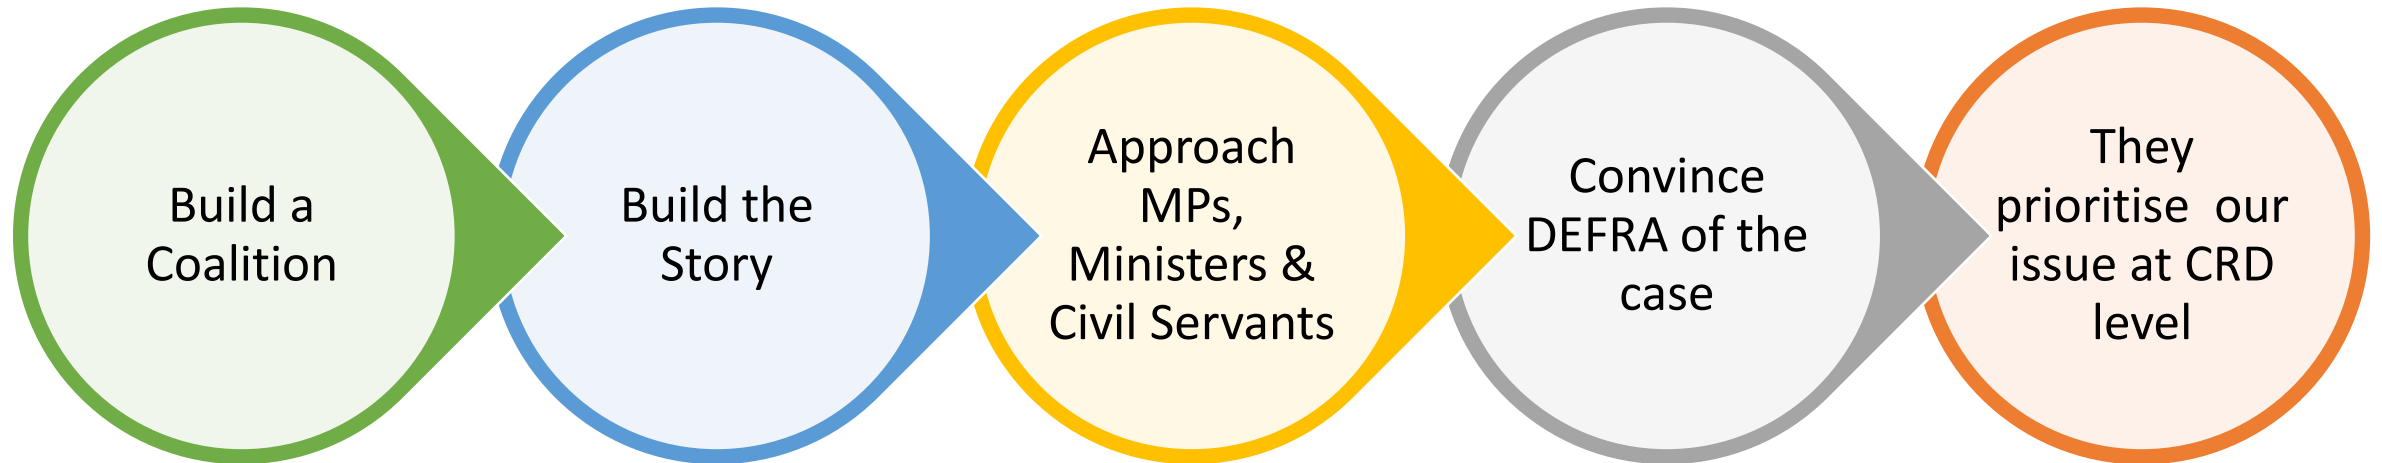 Build a
Coalition
Build the
Story
Approach
MPs,
Ministers &
Civil Servants
Convince
DEFRA of the
case
They
prioritise  our
issue at CRD
level